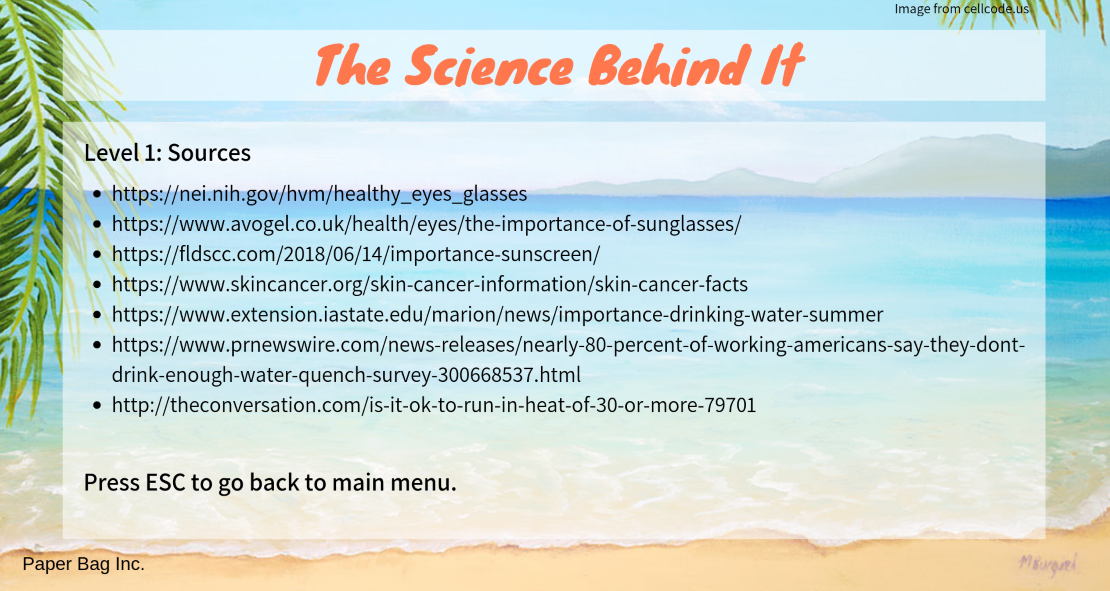 Image from cellcode.us
The Science Behind It
Level 1: Sources
• https://nei.nih.gov/hvm/healthy_eyes_glasses
• https://www.avogel.co.uk/health/eyes/the-importance-of-sunglasses/
• https://fldscc.com/2018/06/14/importance-sunscreen/
• https://www.skincancer.org/skin-cancer-information/skin-cancer-facts
• https://www.extension.iastate.edu/marion/news/importance-drinking-water-summer
• https://www.prnewswire.com/news-releases/nearly-80-percent-of-working-americans-say-they-dont-
drink-enough-water-quench-survey-300668537.html
• http://theconversation.com/is-it-ok-to-run-in-heat-of-30-or-more-79701
Press ESC to go back to main menu.
Paper Bag Inc.